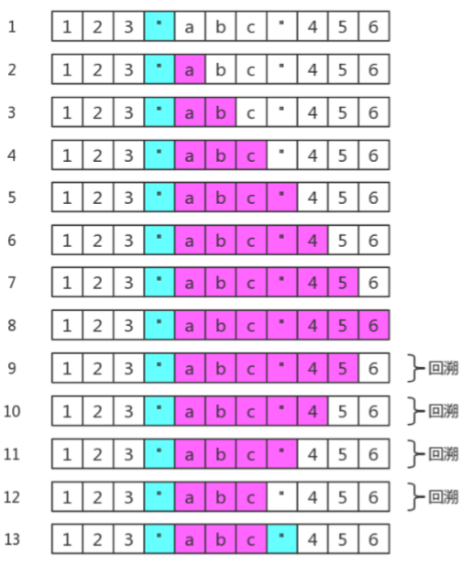 1 1 2 3 " a b c " 4 5 6
2 1 2 3 " a b c " 4 5 6
3 1 2 3 " a b c " 4 5 6
4 1 2 3 " a b c " 4 5 6
5 1 2 3 " a b c " 4 5 6
6 1 2 3 " a b c " 4 5 6
7 1 2 3 " a b c " 4 5 6
8 1 2 3 " a b c " 4 5 6
9 1 2 3 " a b c " 4 5 6 回溯
10 1 2 3 " a b c " 4 5 6 回溯
11 1 2 3 " a b c " 4 5 6 回溯
12 1 2 3 " a b c " 4 5 6 回溯
13 1 2 3 " a b c " 4 5 6